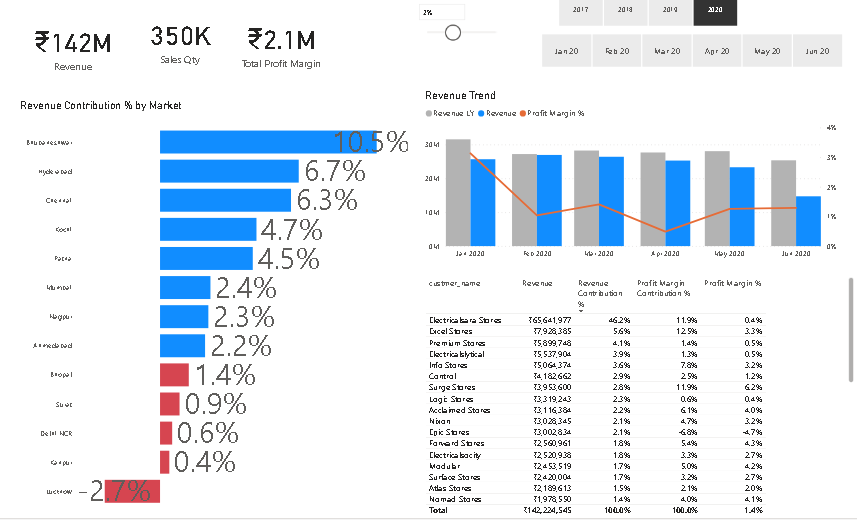 2%
2017 2018 2019 2020
Jan 20 Feb 20 Mar 20 Apr 20 May 20 Jun 20
₹142M 350K ₹2.1M
Revenue Sales Qty Total Profit Margin
Revenue Contribution % by Market
Bhubaneshwar 10.5%
Hyderabad 6.7%
Chennai 6.3%
Kochi 4.7%
Patna 4.5%
Mumbai 2.4%
Nagpur 2.3%
Ahmedabad 2.2%
Bhopal 1.4%
Surat 0.9%
Delhi NCR 0.6%
Kanpur 0.4%
Lucknow -2.7%
Revenue Trend
Revenue LY Revenue Profit Margin %
30M 4%
20M 3%
10M 2%
0M 1%
0%
Jan 2020 Feb 2020 Mar 2020 Apr 2020 May 2020 Jun 2020
custmer_name Revenue Revenue Contribution % Profit Margin Contribution % Profit Margin %
Electricalsara Stores ₹65,641,977 46.2% 11.9% 0.4%
Excel Stores ₹7,928,385 5.6% 12.5% 3.3%
Premium Stores ₹5,899,748 4.1% 1.4% 0.5%
Electricalslytical ₹5,537,904 3.9% 1.3% 0.5%
Info Stores ₹5,064,374 3.6% 7.8% 3.2%
Control ₹4,182,662 2.9% 2.5% 1.2%
Surge Stores ₹3,953,600 2.8% 11.9% 6.2%
Logic Stores ₹3,319,243 2.3% 0.6% 0.4%
Acclaimed Stores ₹3,116,384 2.2% 6.1% 4.0%
Nixon ₹3,028,345 2.1% 4.7% 3.2%
Epic Stores ₹3,002,834 2.1% -6.8% -4.7%
Forward Stores ₹2,560,961 1.8% 5.4% 4.3%
Electricalsocity ₹2,520,938 1.8% 3.3% 2.7%
Modular ₹2,453,519 1.7% 5.0% 4.2%
Surface Stores ₹2,420,004 1.7% 3.2% 2.7%
Atlas Stores ₹2,189,613 1.5% 2.1% 2.0%
Nomad Stores ₹1,978,550 1.4% 4.0% 4.1%
Total ₹142,224,545 100.0% 100.0% 1.4%